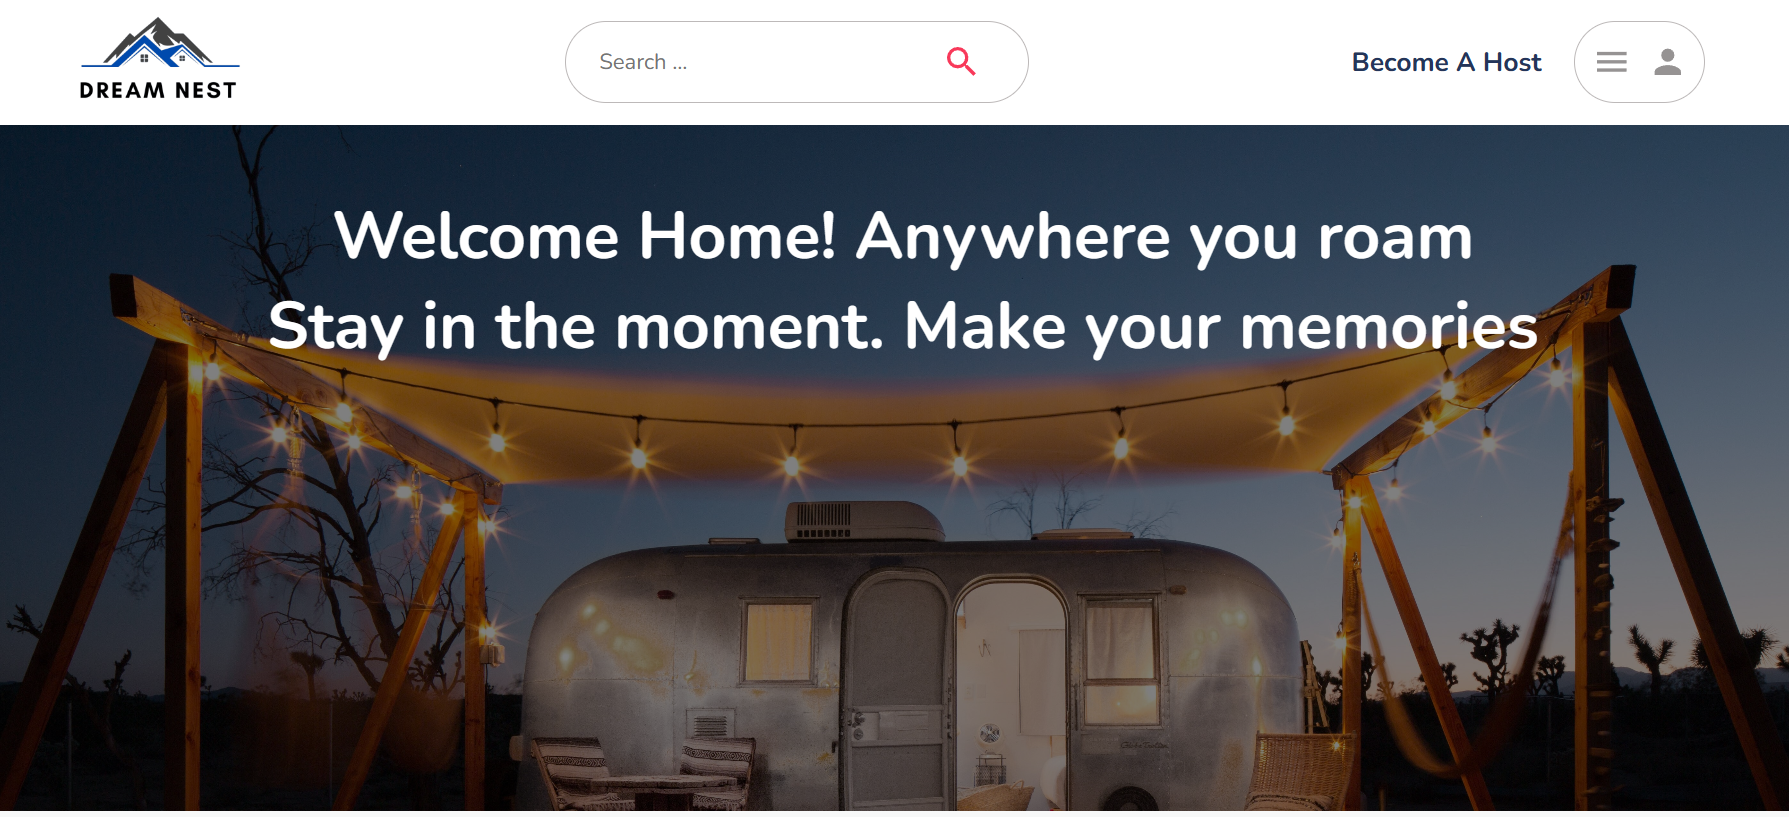 DREAM NEST
Search ...
Become A Host
Welcome Home! Anywhere you roam
Stay in the moment. Make your memories